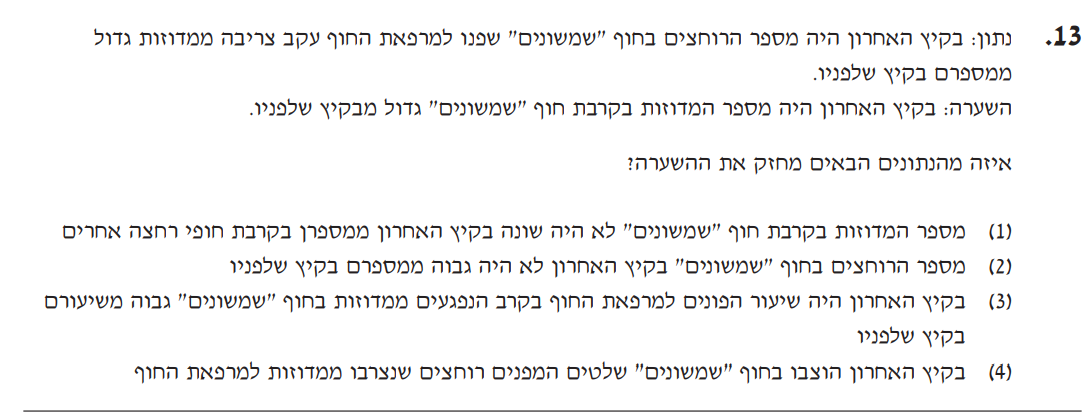 13. נתון: בקיץ האחרון היה מספר הרוחצים בחוף "שמשונים" שפנו למרפאת החוף עקב צריבה ממדוזות גדול
ממספרם בקיץ שלפניו.
השערה: בקיץ האחרון היה מספר המדוזות בקרבת חוף "שמשונים" גדול מבקיץ שלפניו.
איזה מהנתונים הבאים מחזק את ההשערה?
(1) מספר המדוזות בקרבת חוף "שמשונים" לא היה שונה בקיץ האחרון ממספרן בקרבת חופי רחצה אחרים
(2) מספר הרוחצים בחוף "שמשונים" בקיץ האחרון לא היה גבוה ממספרם בקיץ שלפניו
(3) בקיץ האחרון היה שיעור הפונים למרפאת החוף בקרב הנפגעים ממדוזות בחוף "שמשונים" גבוה משיעורם
בקיץ שלפניו
(4) בקיץ האחרון הוצבו בחוף "שמשונים" שלטים המפנים רוחצים שנצרבו ממדוזות למרפאת החוף